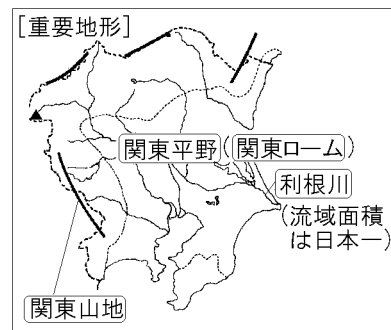 [重要地形]
関東平野(関東ローム)
利根川
(流域面積
は日本一)
関東山地